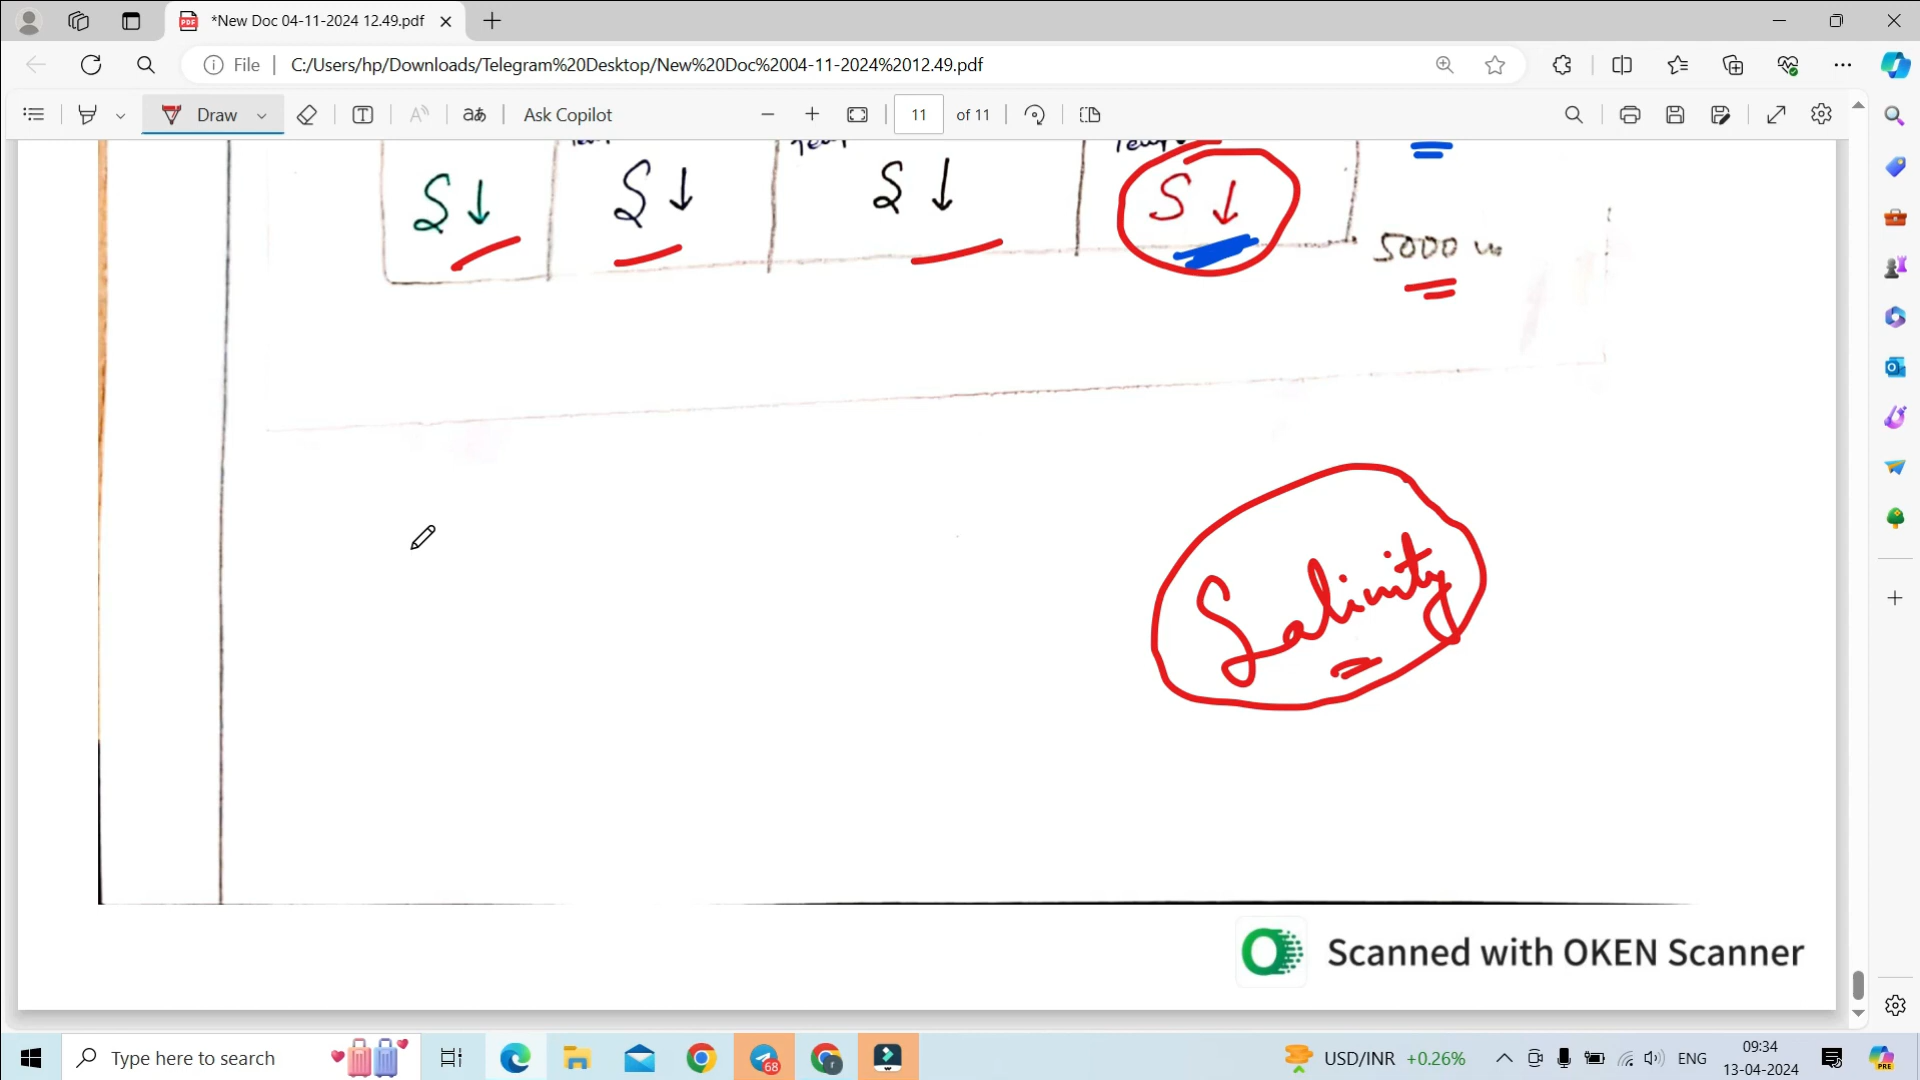 *New Doc 04-11-2024 12.49.pdf
File
C:/Users/hp/Downloads/Telegram%20Desktop/New%20Doc%2004-11-2024%2012.49.pdf
Draw
Ask Copilot
11 of 11
S↓ S↓ S↓ S↓
5000 m
Salinity
Scanned with OKEN Scanner
Type here to search
68
USD/INR +0.26%
ENG
09:34
13-04-2024